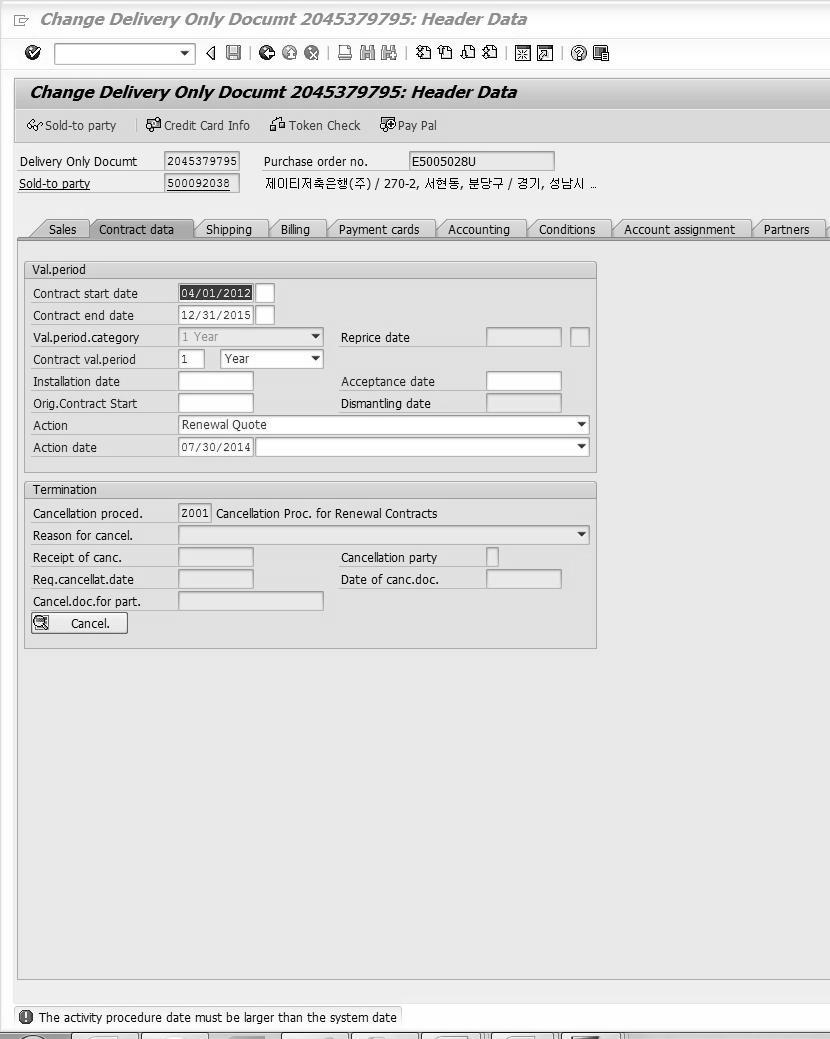 Change Delivery Only Documt 2045379795: Header Data
Change Delivery Only Documt 2045379795: Header Data
Sold-to party Credit Card Info Token Check Pay Pal
Delivery Only Documt 2045379795 Purchase order no. E5005028U
Sold-to party 500092038 제이티저축은행(주) / 270-2, 서현동, 분당구 / 경기, 성남시 ...
Sales Contract data Shipping Billing Payment cards Accounting Conditions Account assignment Partners
Val.period
Contract start date 04/01/2012
Contract end date 12/31/2015
Val.period.category 1 Year Reprice date
Contract val.period 1 Year
Installation date Acceptance date
Orig.Contract Start Dismantling date
Action Renewal Quote
Action date 07/30/2014
Termination
Cancellation proced. Z001 Cancellation Proc. for Renewal Contracts
Reason for cancel.
Receipt of canc. Cancellation party
Req.cancellat.date Date of canc.doc.
Cancel.doc.for part.
Cancel.
The activity procedure date must be larger than the system date